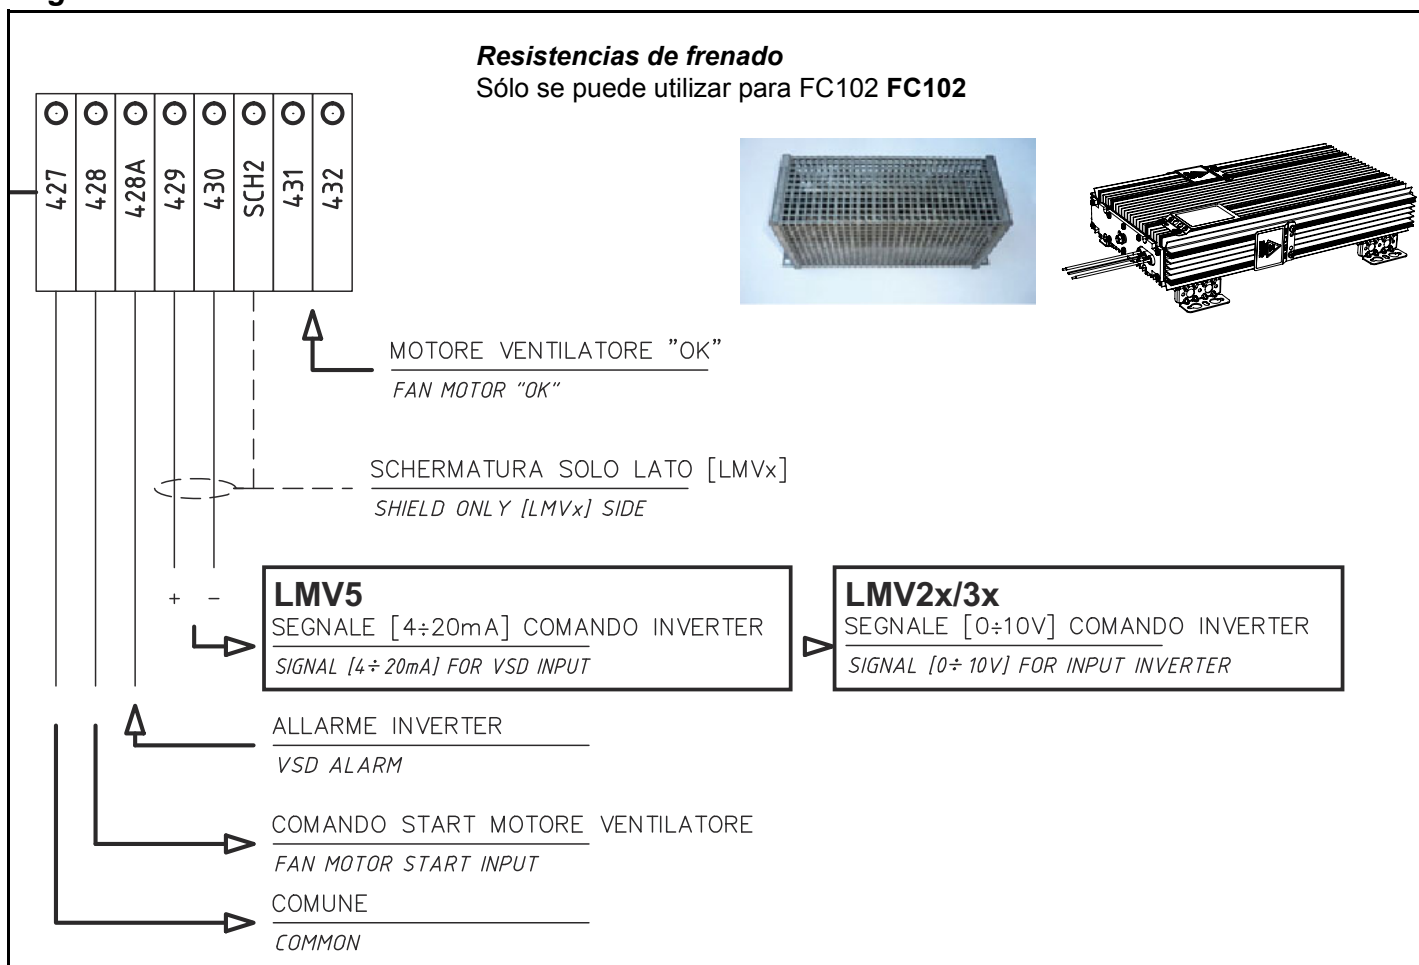 Resistencias de frenado
Sólo se puede utilizar para FC102 FC102
427
428
428A
429
430
SCH2
431
432
MOTORE VENTILATORE "OK"
FAN MOTOR "OK"
SCHERMATURA SOLO LATO [LMVx]
SHIELD ONLY [LMVx] SIDE
+ −
LMV5
SEGNALE [4÷20mA] COMANDO INVERTER
SIGNAL [4÷20mA] FOR VSD INPUT
LMV2x/3x
SEGNALE [0÷10V] COMANDO INVERTER
SIGNAL [0÷10V] FOR INPUT INVERTER
ALLARME INVERTER
VSD ALARM
COMANDO START MOTORE VENTILATORE
FAN MOTOR START INPUT
COMUNE
COMMON